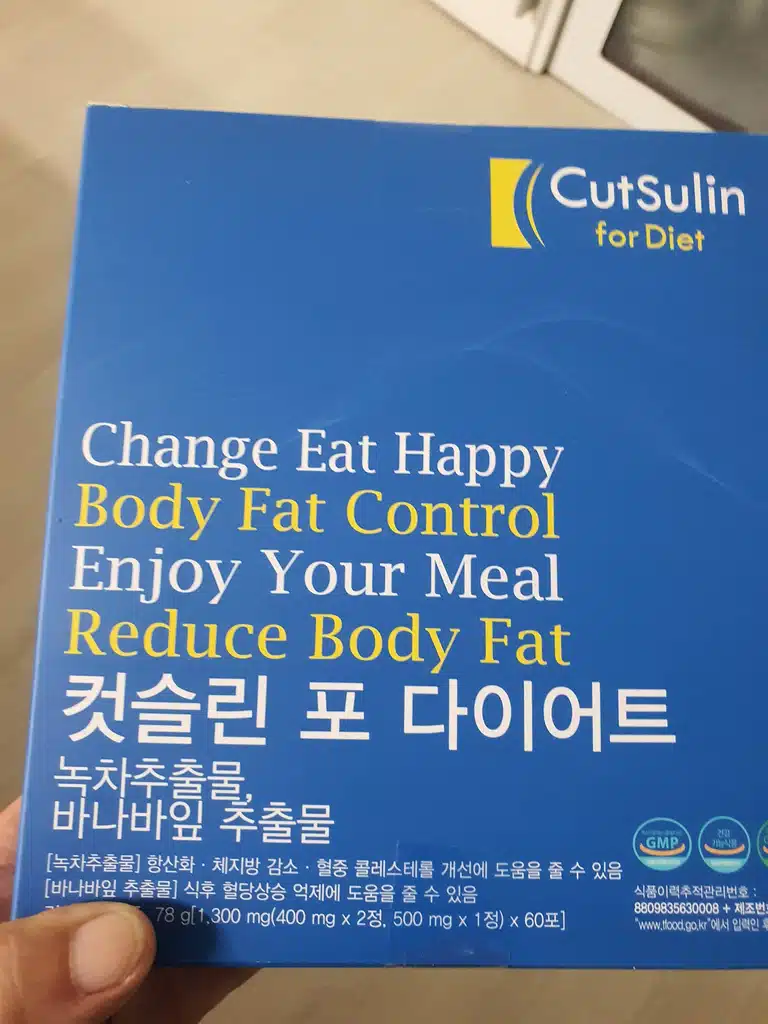 CutSulin
for Diet
Change Eat Happy
Body Fat Control
Enjoy Your Meal
Reduce Body Fat
컷슬린 포 다이어트
녹차추출물,
바나바잎 추출물
[녹차추출물] 항산화 · 체지방 감소 · 혈중 콜레스테롤 개선에 도움을 줄 수 있음
[바나바잎 추출물] 식후 혈당상승 억제에 도움을 줄 수 있음
78 g[1,300 mg(400 mg x 2정, 500 mg x 1정) x 60포]
GMP
건강
기능식품
식품이력추적관리번호 :
8809835630008 + 제조번
"www.tfood.go.kr"에서 입력인